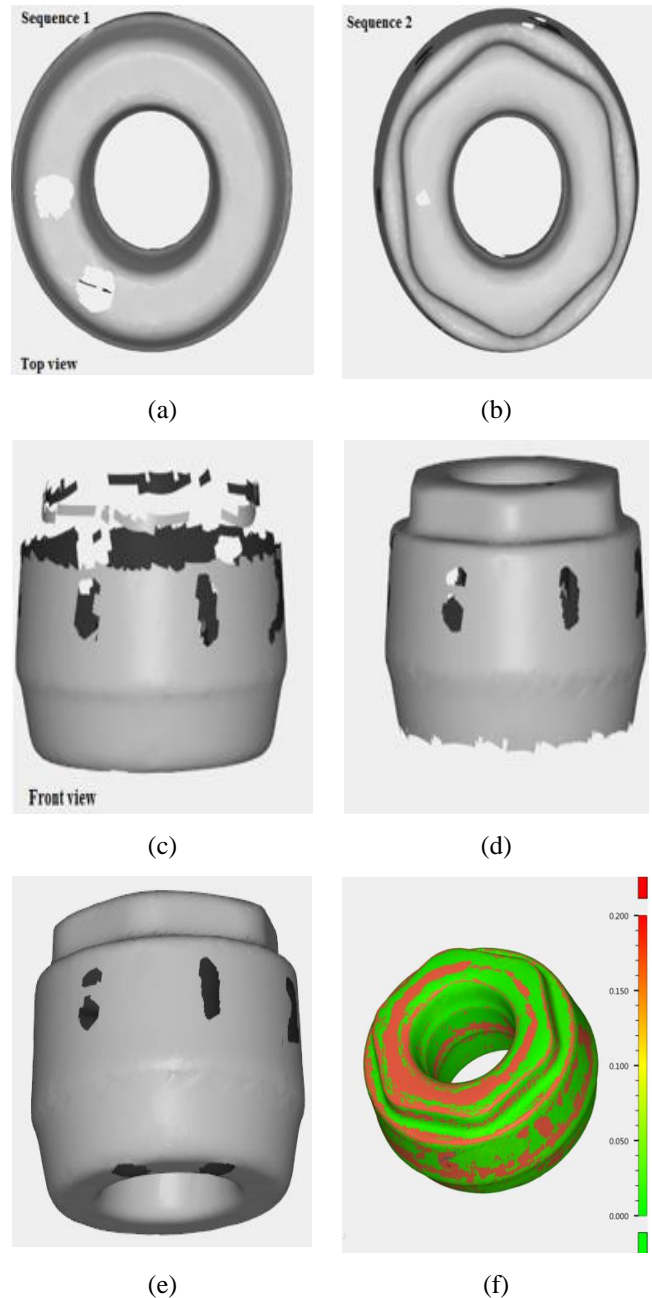 Sequence 1
Sequence 2
Top view
(a)
(b)
Front view
(c)
(d)
0.200
0.150
0.100
0.050
0.000
(e)
(f)